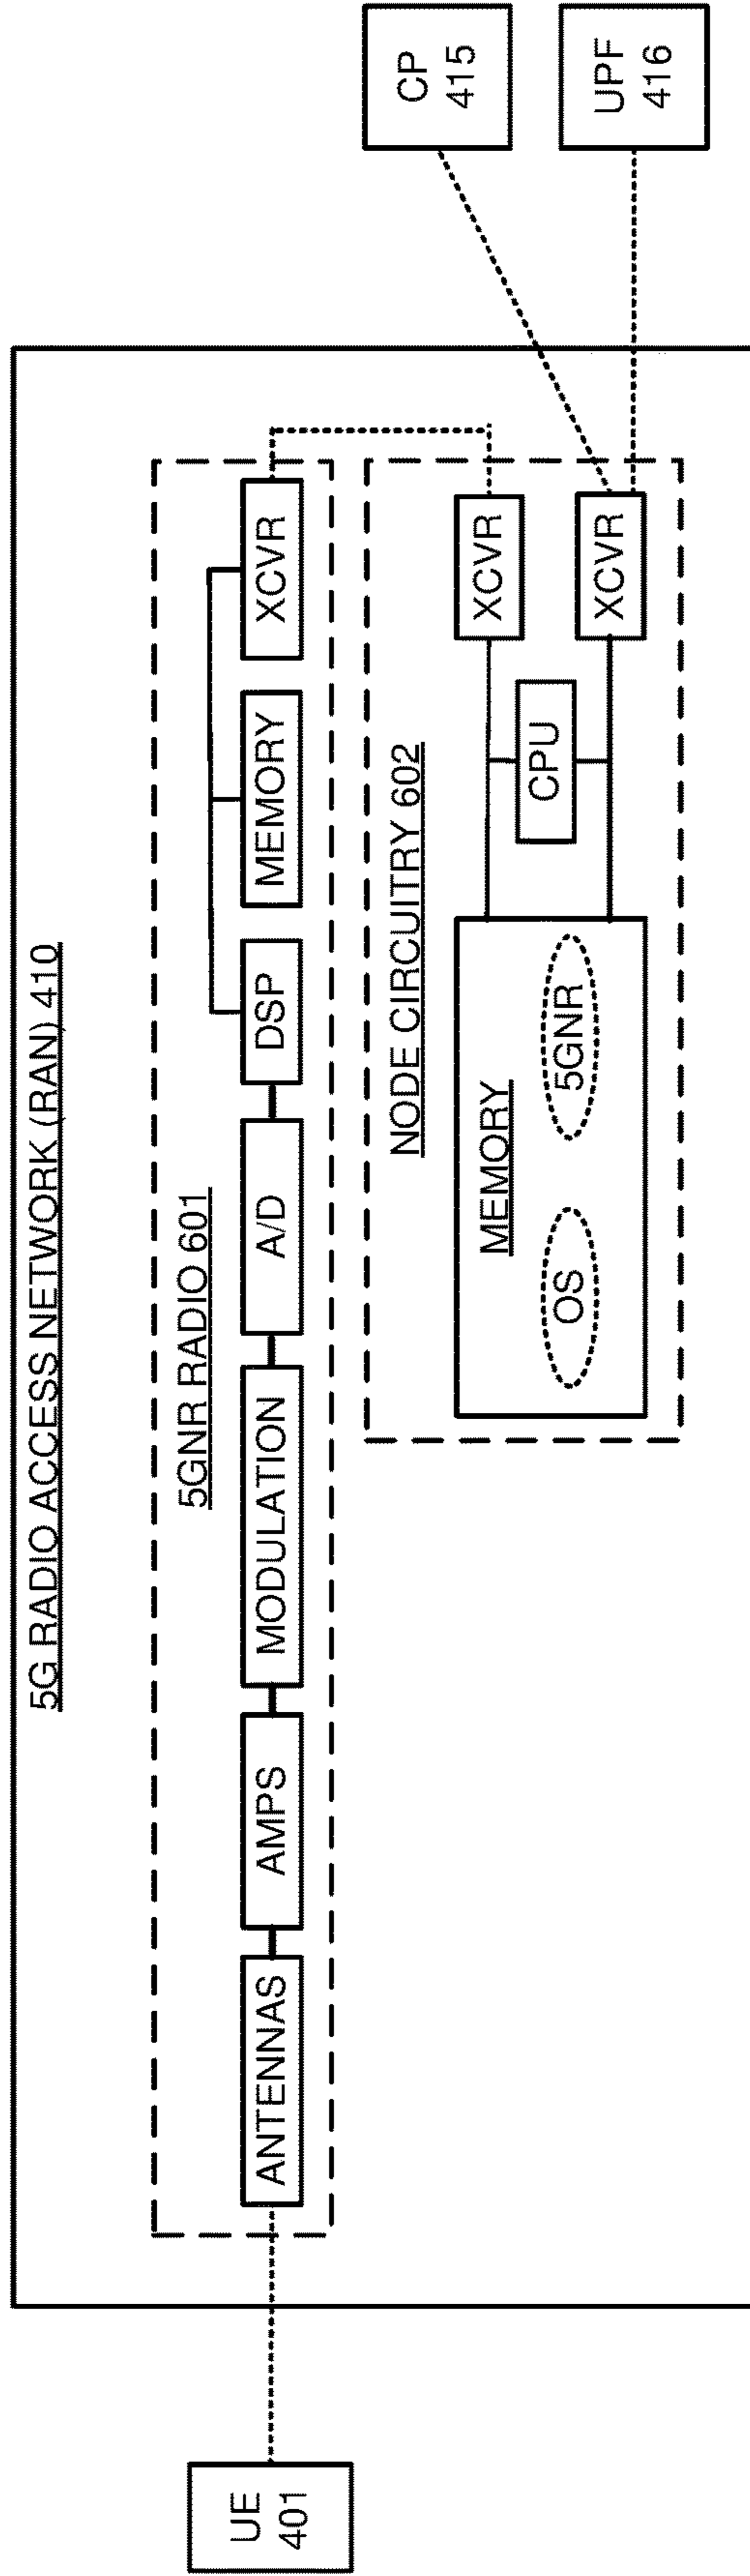 5G RADIO ACCESS NETWORK (RAN) 410
5GNR RADIO 601
UE
401
ANTENNAS
AMPS
MODULATION
A/D
DSP
MEMORY
XCVR
NODE CIRCUITRY 602
MEMORY
OS
5GNR
CPU
XCVR
XCVR
CP
415
UPF
416